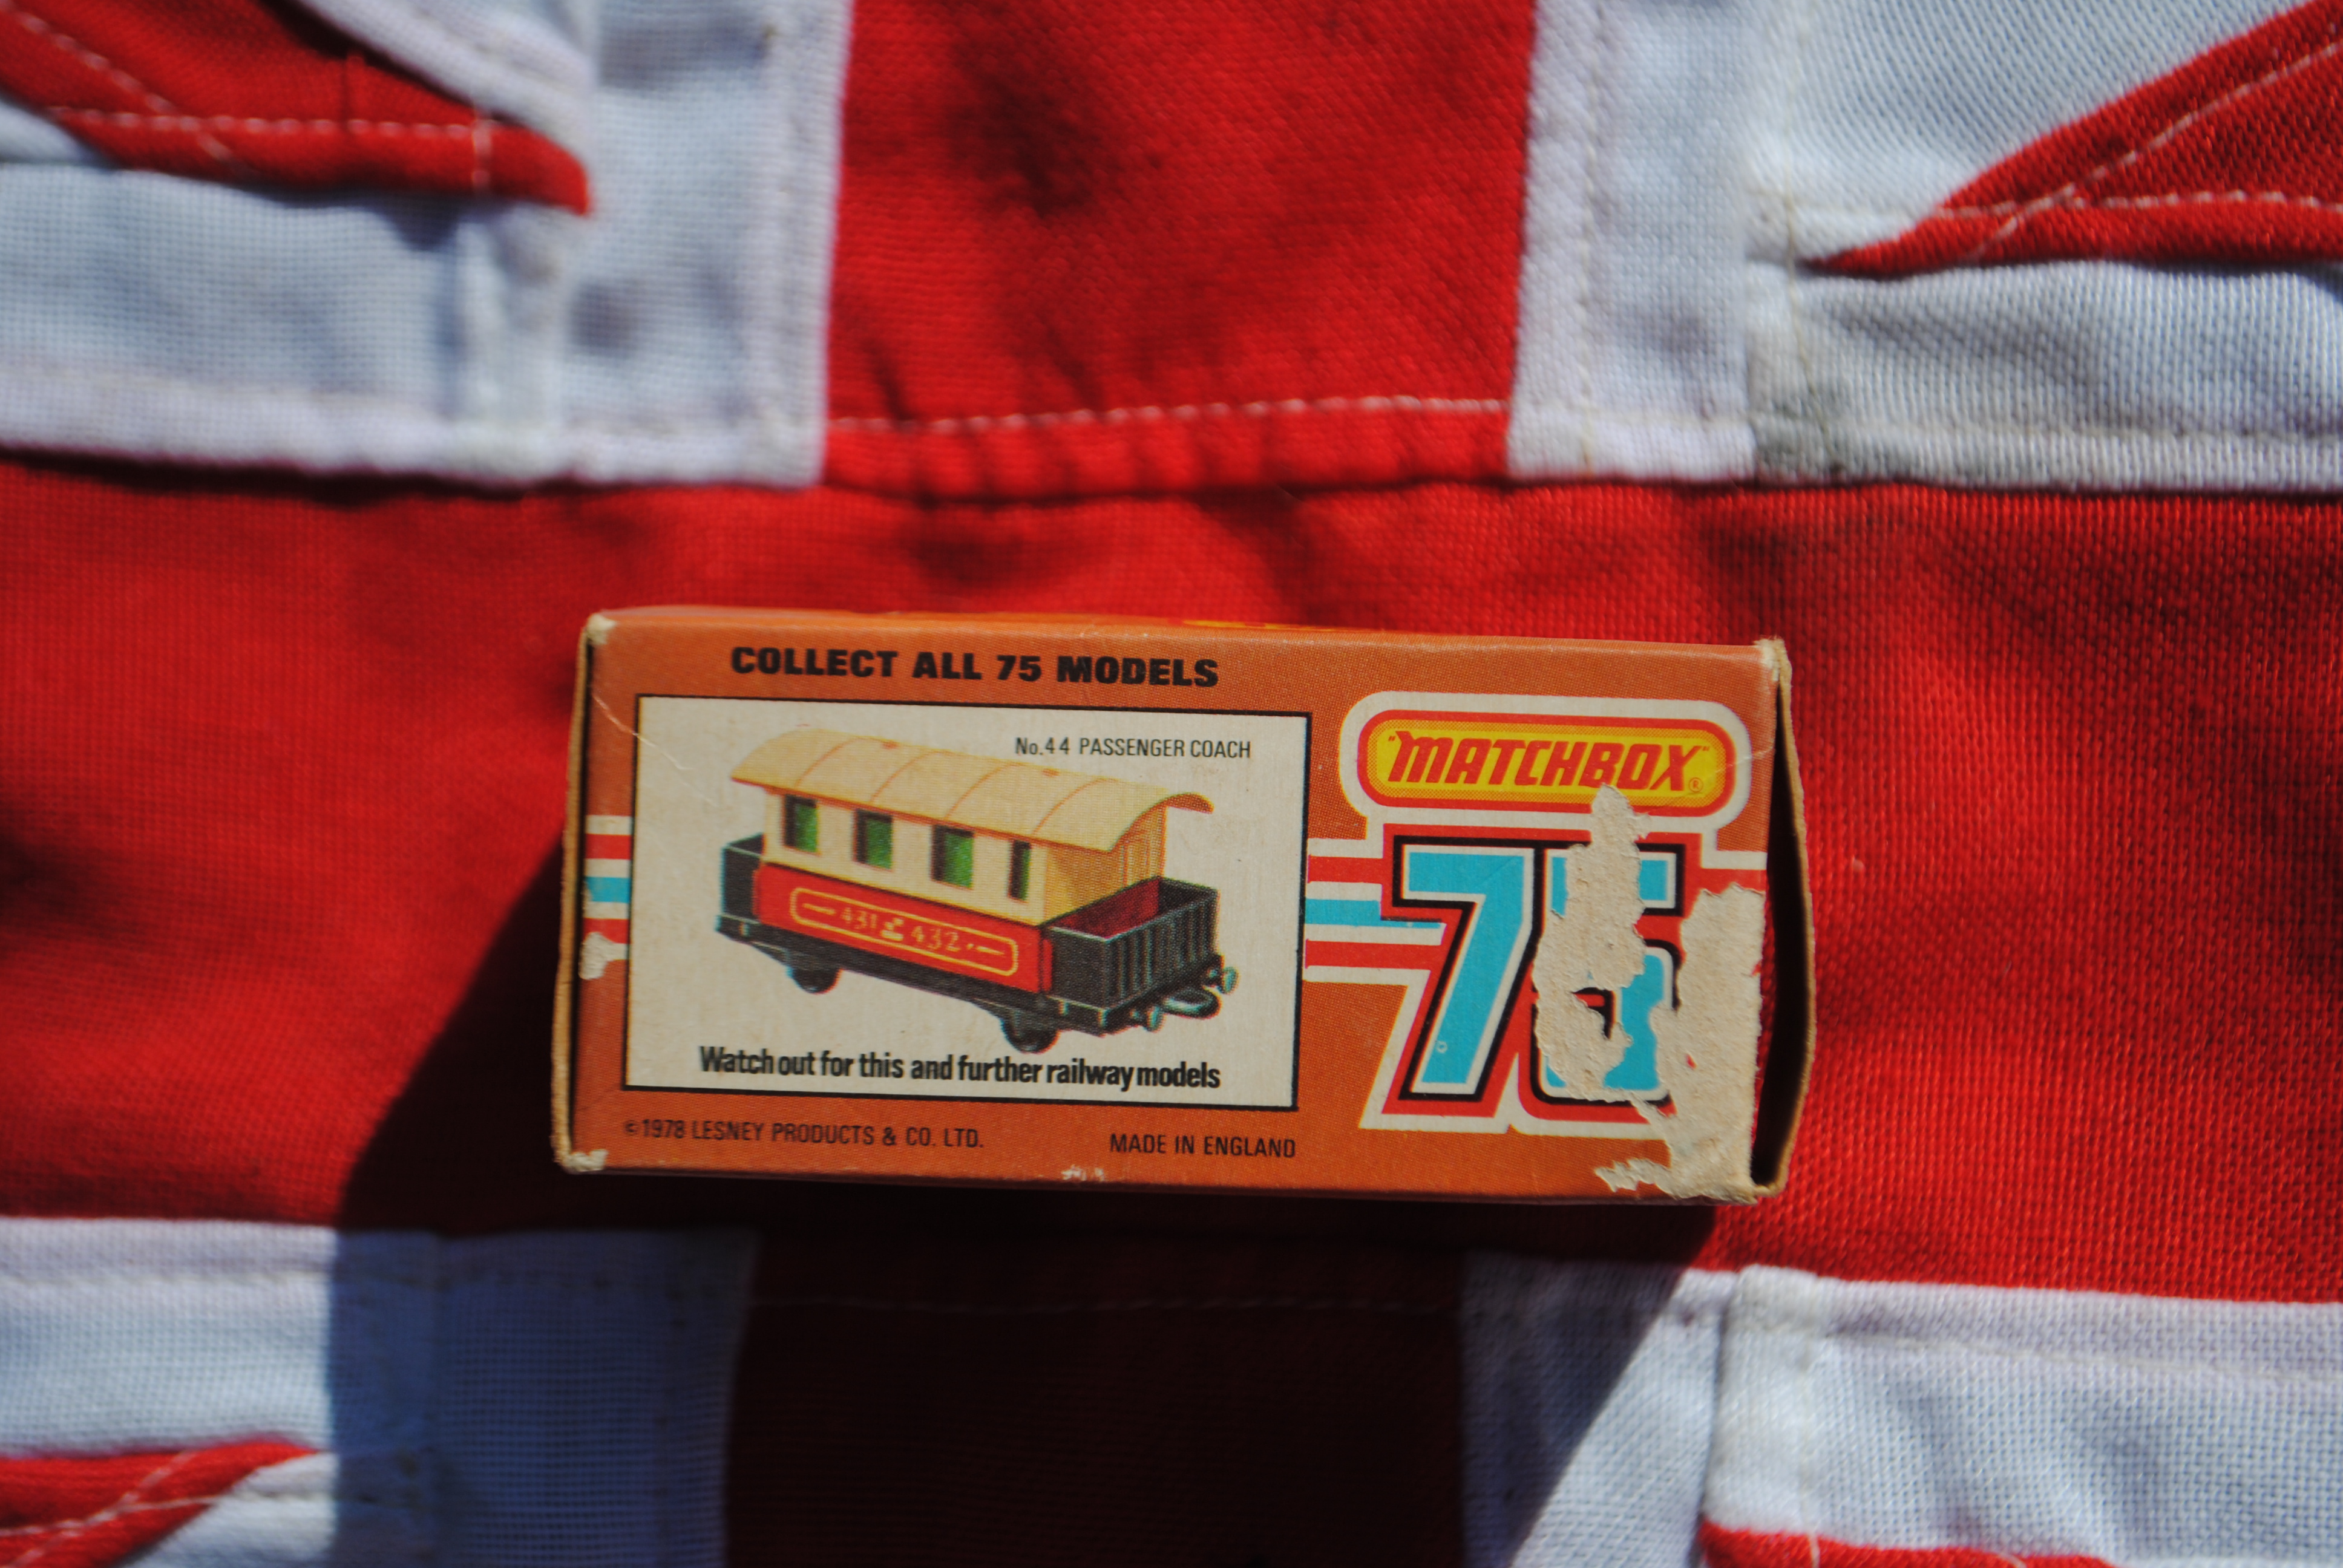 COLLECT ALL 75 MODELS
No.44 PASSENGER COACH
431 432
Watch out for this and further railway models
©1978 LESNEY PRODUCTS & CO. LTD.
MADE IN ENGLAND
"MATCHBOX"®
75